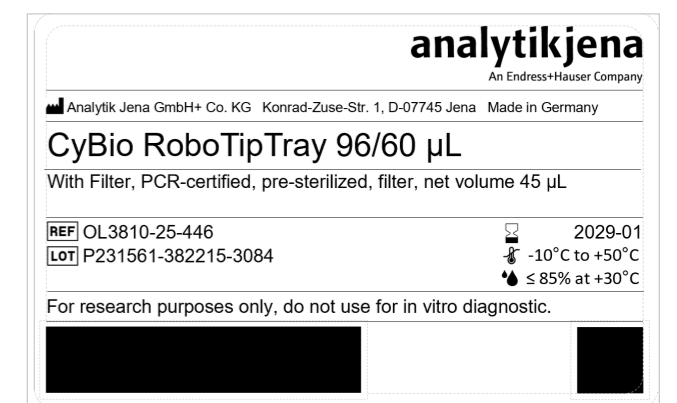 analytikjena
An Endress+Hauser Company
Analytik Jena GmbH+ Co. KG Konrad-Zuse-Str. 1, D-07745 Jena Made in Germany
CyBio RoboTipTray 96/60 µL
With Filter, PCR-certified, pre-sterilized, filter, net volume 45 µL
REF OL3810-25-446
2029-01
LOT P231561-382215-3084
-10°C to +50°C
≤ 85% at +30°C
For research purposes only, do not use for in vitro diagnostic.